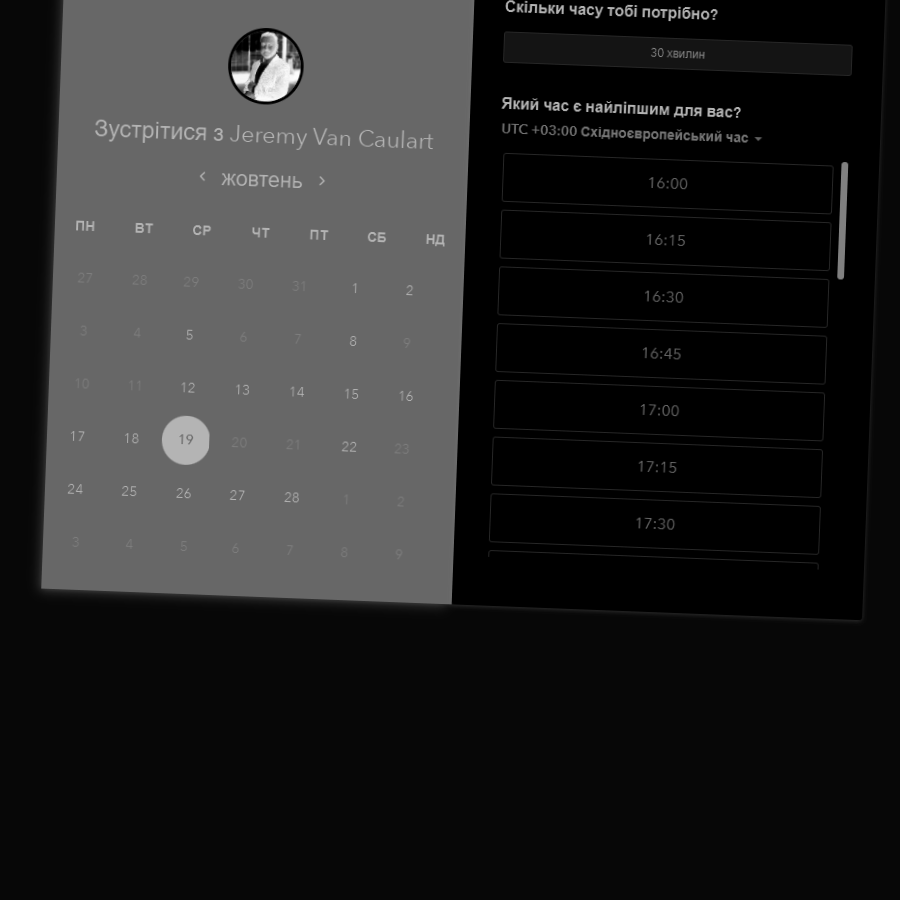 Зустрітися з Jeremy Van Caulart
‹ жовтень ›
ПН ВТ СР ЧТ ПТ СБ НД
27 28 29 30 31 1 2
3 4 5 6 7 8 9
10 11 12 13 14 15 16
17 18 19 20 21 22 23
24 25 26 27 28 1 2
3 4 5 6 7 8 9
Скільки часу тобі потрібно?
30 хвилин
Який час є найліпшим для вас?
UTC +03:00 Східноєвропейський час
16:00
16:15
16:30
16:45
17:00
17:15
17:30